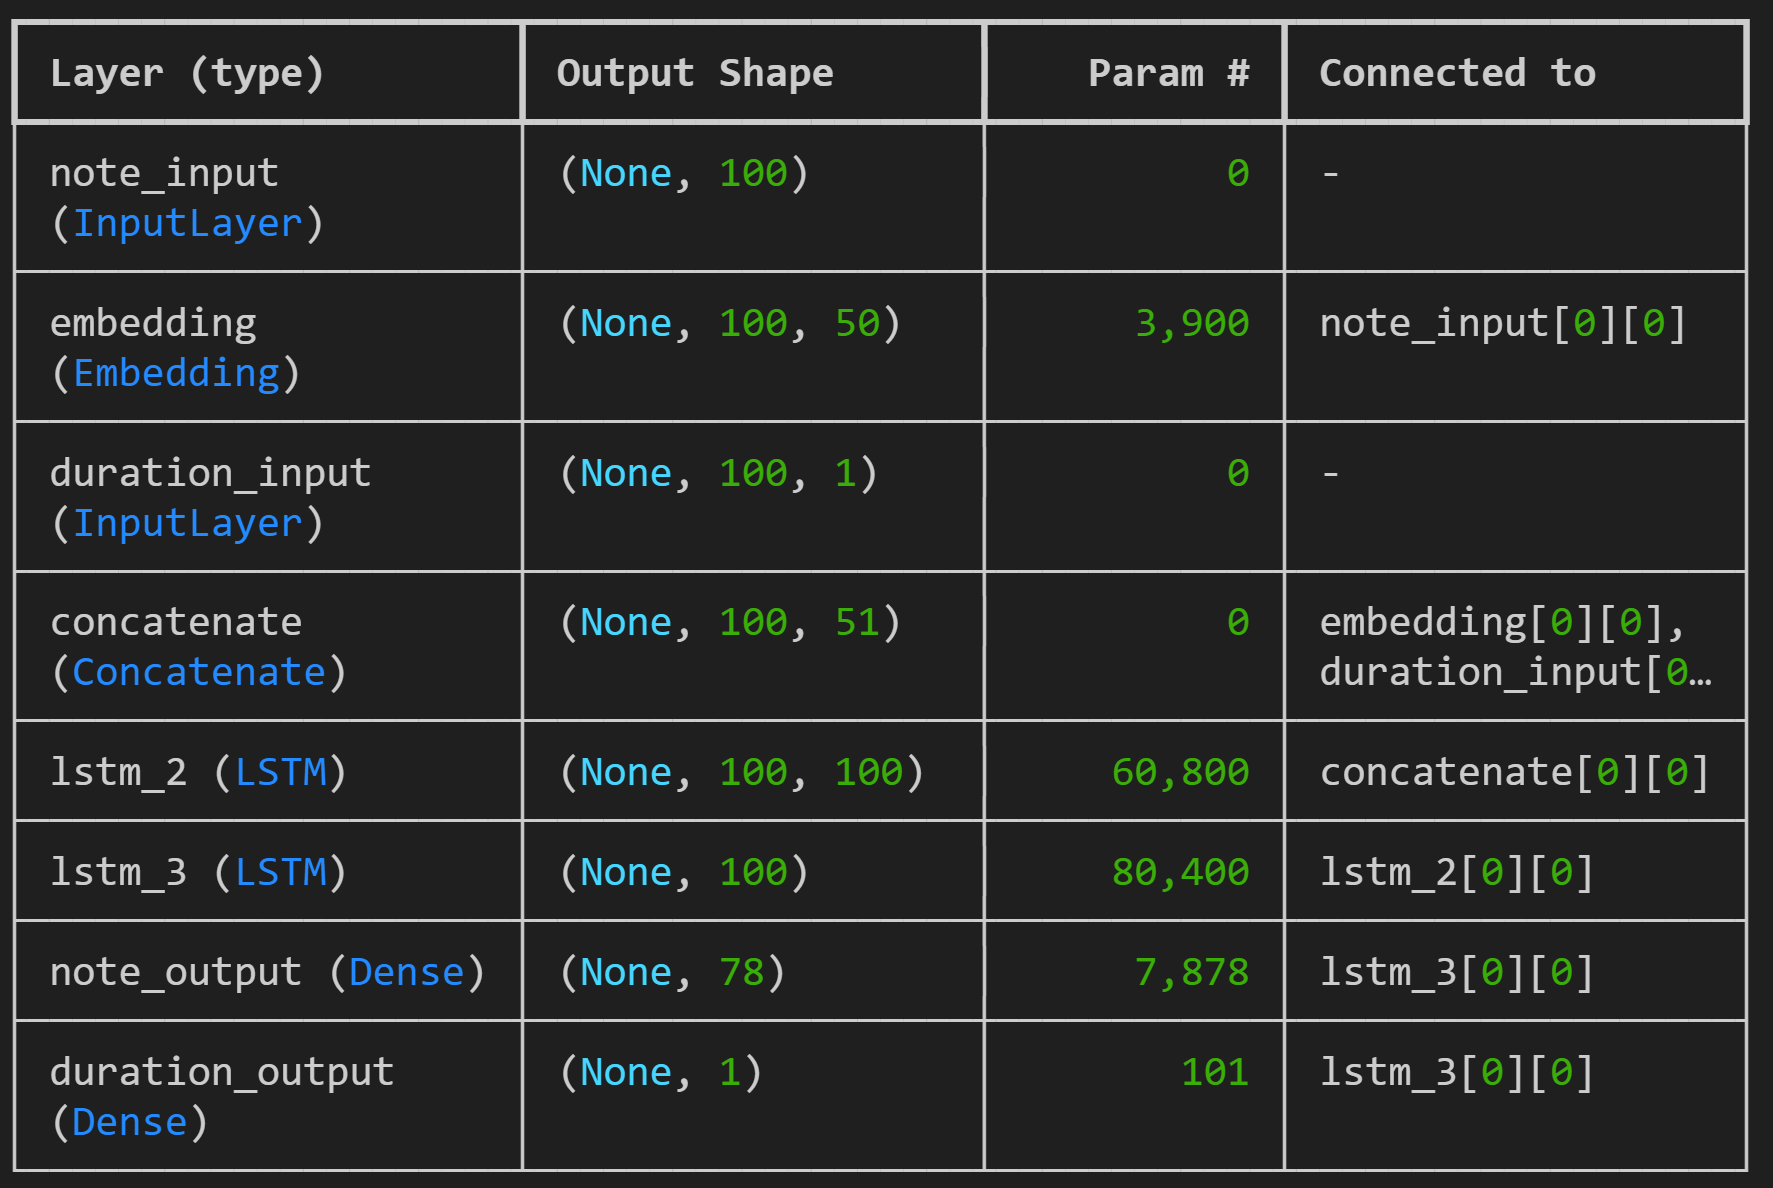 Layer (type) Output Shape Param # Connected to
note_input (None, 100) 0 -
(InputLayer)
embedding (None, 100, 50) 3,900 note_input[0][0]
(Embedding)
duration_input (None, 100, 1) 0 -
(InputLayer)
concatenate (None, 100, 51) 0 embedding[0][0],
(Concatenate) duration_input[0…
lstm_2 (LSTM) (None, 100, 100) 60,800 concatenate[0][0]
lstm_3 (LSTM) (None, 100) 80,400 lstm_2[0][0]
note_output (Dense) (None, 78) 7,878 lstm_3[0][0]
duration_output (None, 1) 101 lstm_3[0][0]
(Dense)